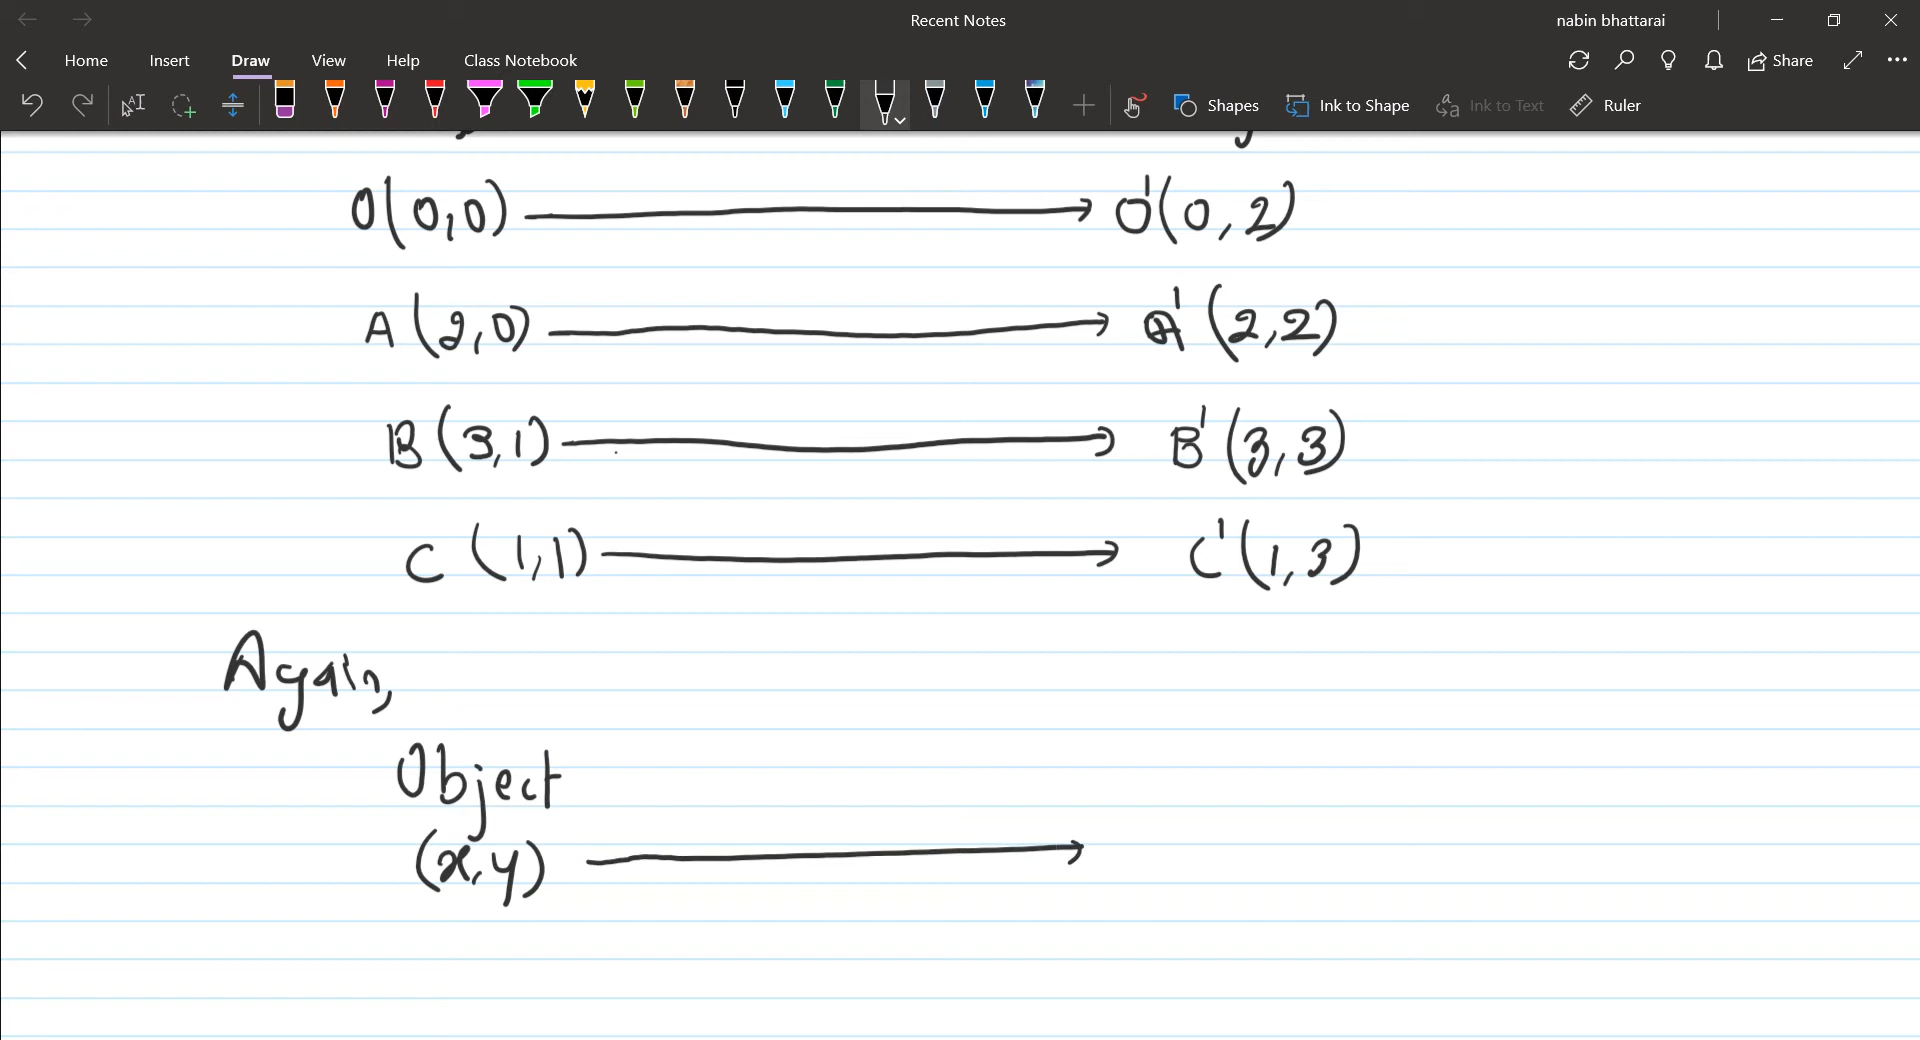 Recent Notes
nabin bhattarai
Home Insert Draw View Help Class Notebook
Share
Shapes Ink to Shape Ink to Text Ruler
O(0,0) O'(0,2)
A(2,0) A'(2,2)
B(3,1) B'(3,3)
C(1,1) C'(1,3)
Again,
Object
(x,y)